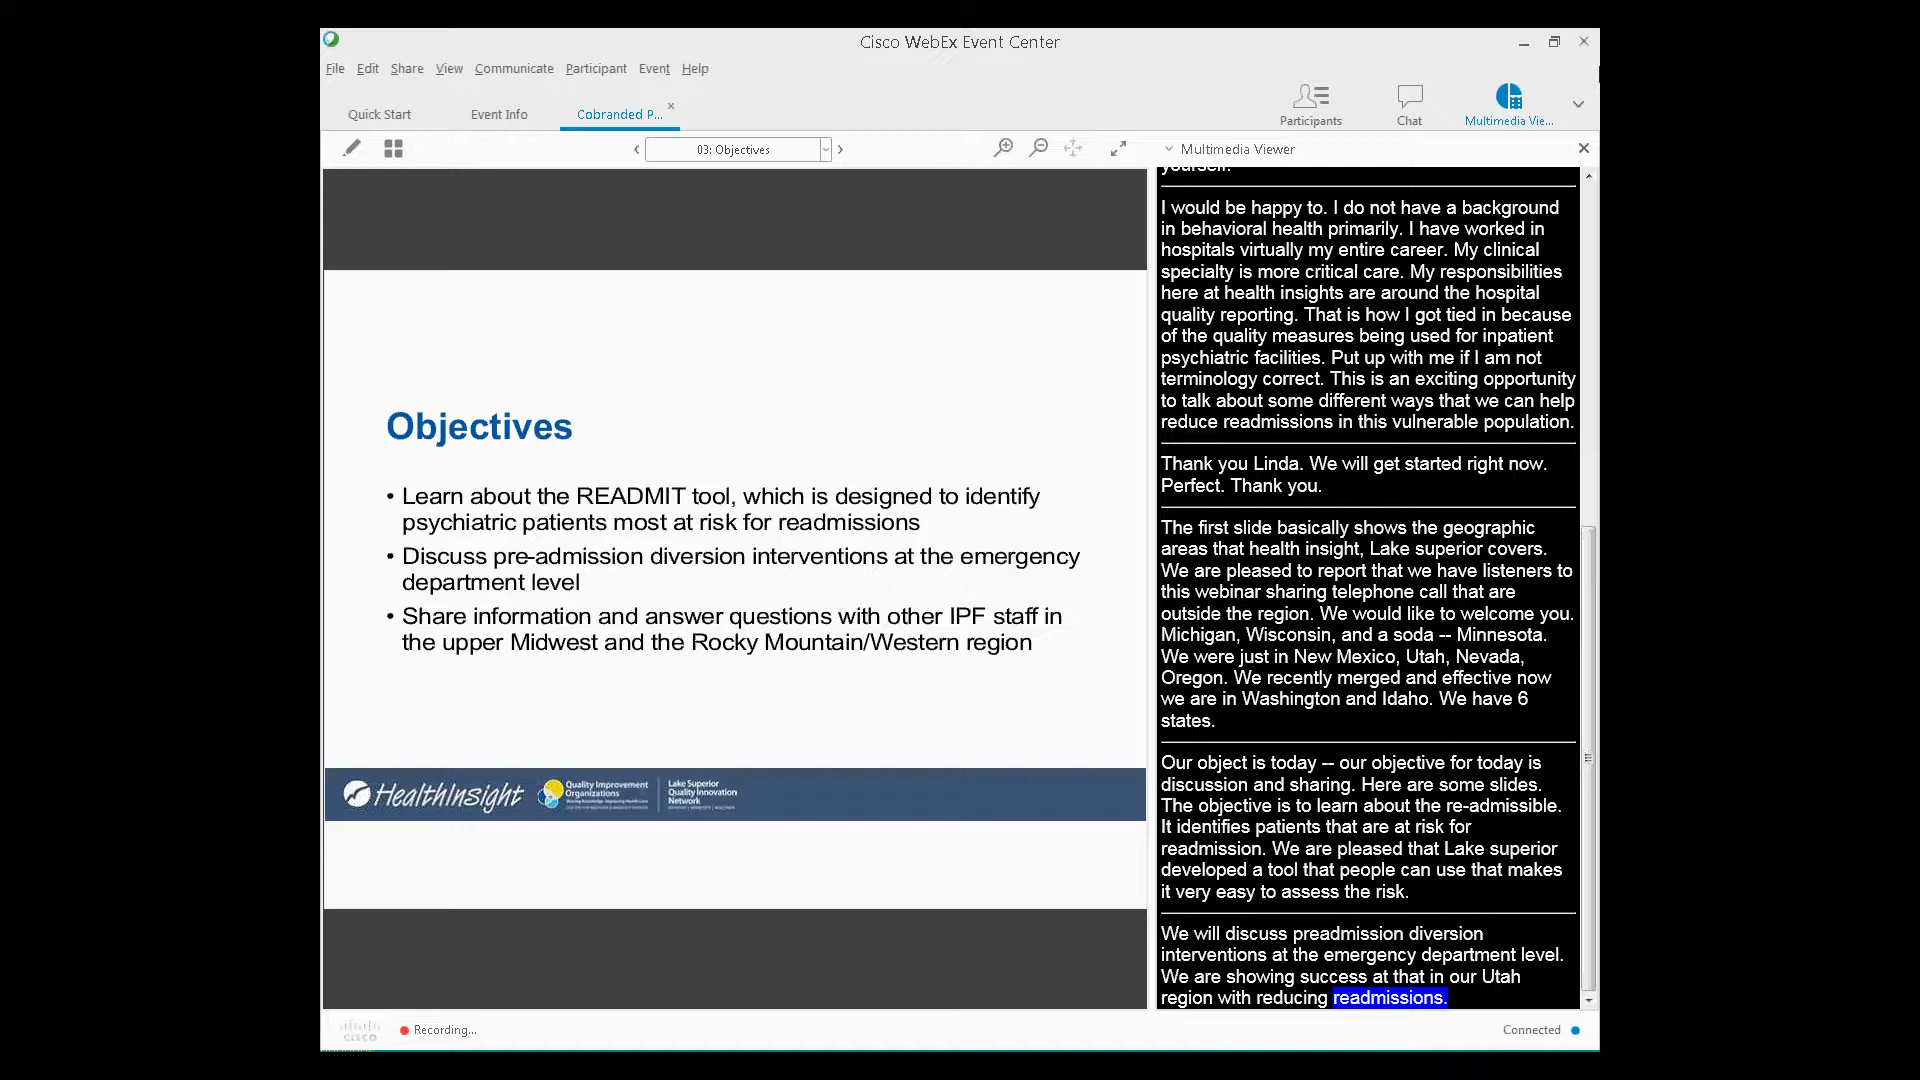 Cisco WebEx Event Center
File Edit Share View Communicate Participant Event Help
Quick Start Event Info Cobranded P...
Participants Chat Multimedia Vie...
03: Objectives
Multimedia Viewer
Objectives
• Learn about the READMIT tool, which is designed to identify
psychiatric patients most at risk for readmissions
• Discuss pre-admission diversion interventions at the emergency
department level
• Share information and answer questions with other IPF staff in
the upper Midwest and the Rocky Mountain/Western region
HealthInsight
Quality Improvement
Organizations
Lake Superior
Quality Innovation
Network
yourself.
I would be happy to. I do not have a background
in behavioral health primarily. I have worked in
hospitals virtually my entire career. My clinical
specialty is more critical care. My responsibilities
here at health insights are around the hospital
quality reporting. That is how I got tied in because
of the quality measures being used for inpatient
psychiatric facilities. Put up with me if I am not
terminology correct. This is an exciting opportunity
to talk about some different ways that we can help
reduce readmissions in this vulnerable population.
Thank you Linda. We will get started right now.
Perfect. Thank you.
The first slide basically shows the geographic
areas that health insight, Lake superior covers.
We are pleased to report that we have listeners to
this webinar sharing telephone call that are
outside the region. We would like to welcome you.
Michigan, Wisconsin, and a soda -- Minnesota.
We were just in New Mexico, Utah, Nevada,
Oregon. We recently merged and effective now
we are in Washington and Idaho. We have 6
states.
Our object is today -- our objective for today is
discussion and sharing. Here are some slides.
The objective is to learn about the re-admissible.
It identifies patients that are at risk for
readmission. We are pleased that Lake superior
developed a tool that people can use that makes
it very easy to assess the risk.
We will discuss preadmission diversion
interventions at the emergency department level.
We are showing success at that in our Utah
region with reducing readmissions.
cisco
Recording...
Connected